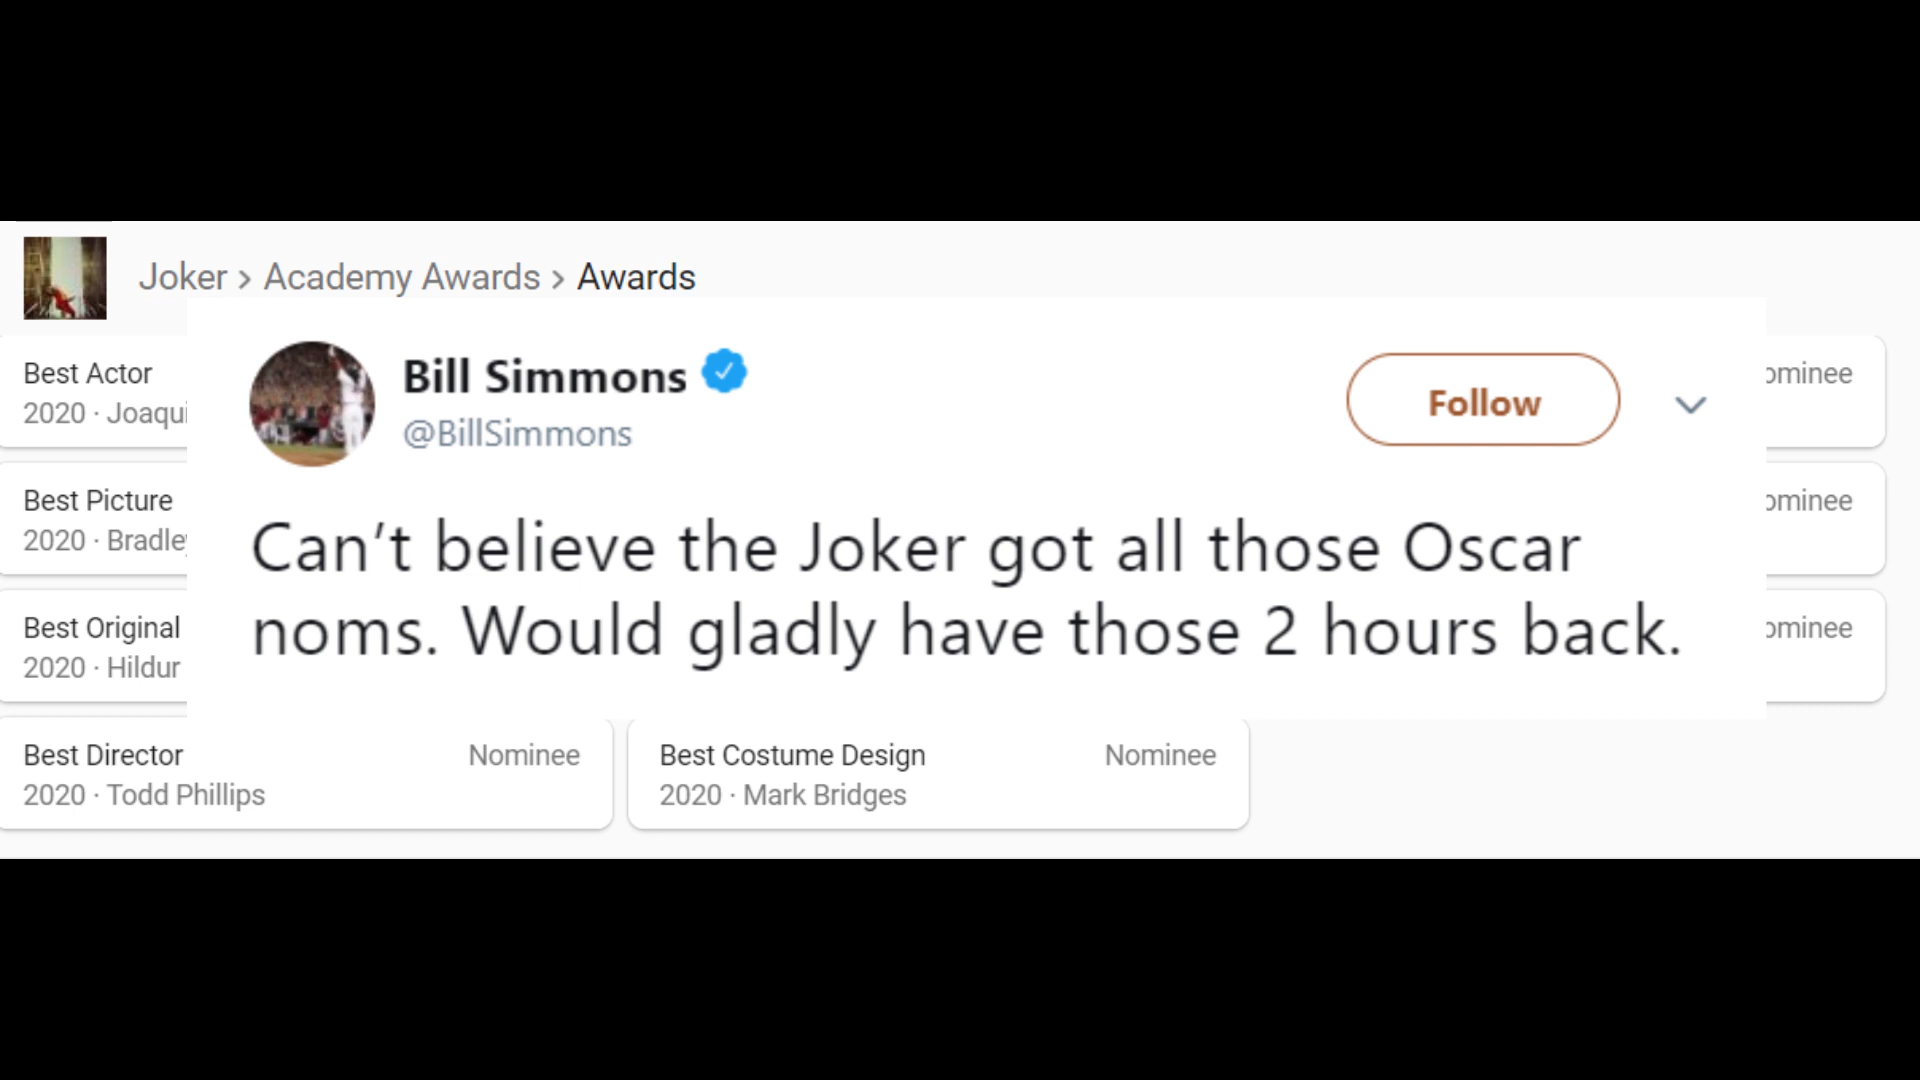 Joker > Academy Awards > Awards
Best Actor
2020 · Joaqui
ominee
Bill Simmons
@BillSimmons
Follow
Best Picture
2020 · Bradley
ominee
Can't believe the Joker got all those Oscar
noms. Would gladly have those 2 hours back.
Best Original
2020 · Hildur
ominee
Best Director
Nominee
2020 · Todd Phillips
Best Costume Design
Nominee
2020 · Mark Bridges